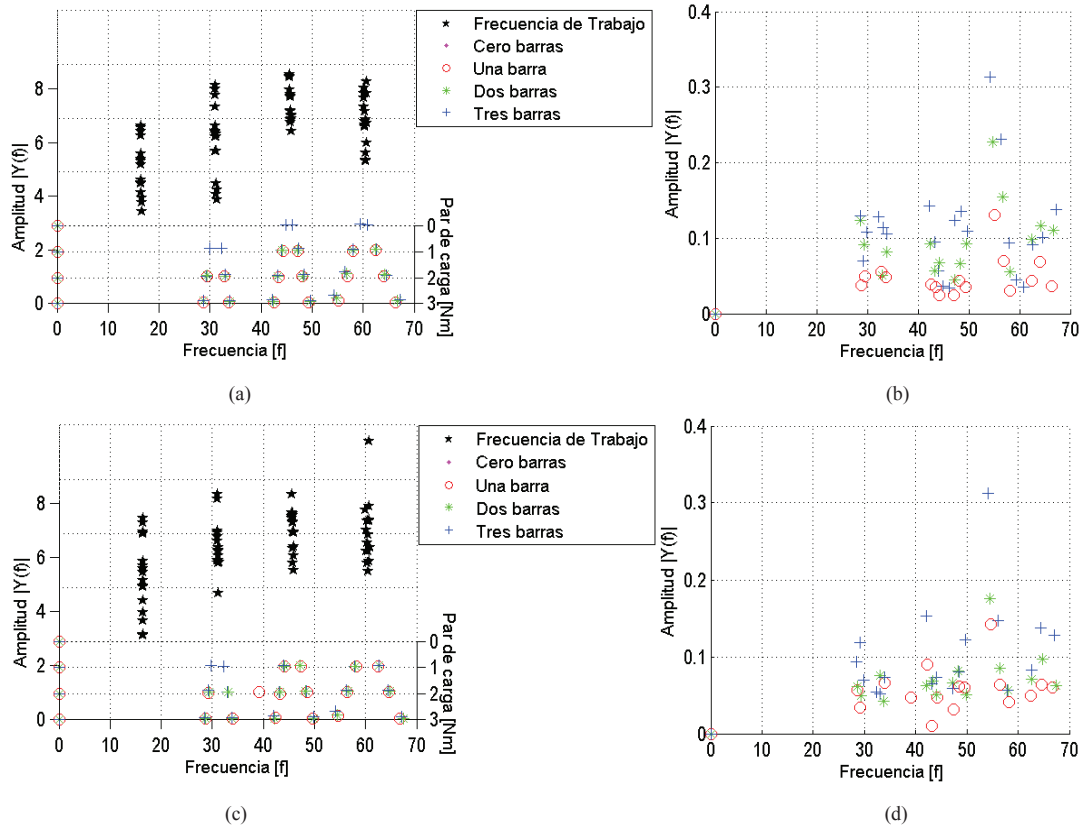 Amplitud |Y(f)|
8
6
4
2
0
0
10
20
30
40
50
60
70
Frecuencia [f]
0
1
2
3
Par de carga [Nm]
Frecuencia de Trabajo
Cero barras
Una barra
Dos barras
Tres barras
(a)
Amplitud |Y(f)|
0.4
0.3
0.2
0.1
0
0
10
20
30
40
50
60
70
Frecuencia [f]
(b)
Amplitud |Y(f)|
8
6
4
2
0
0
10
20
30
40
50
60
70
Frecuencia [f]
0
1
2
3
Par de carga [Nm]
Frecuencia de Trabajo
Cero barras
Una barra
Dos barras
Tres barras
(c)
Amplitud |Y(f)|
0.4
0.3
0.2
0.1
0
0
10
20
30
40
50
60
70
Frecuencia [f]
(d)